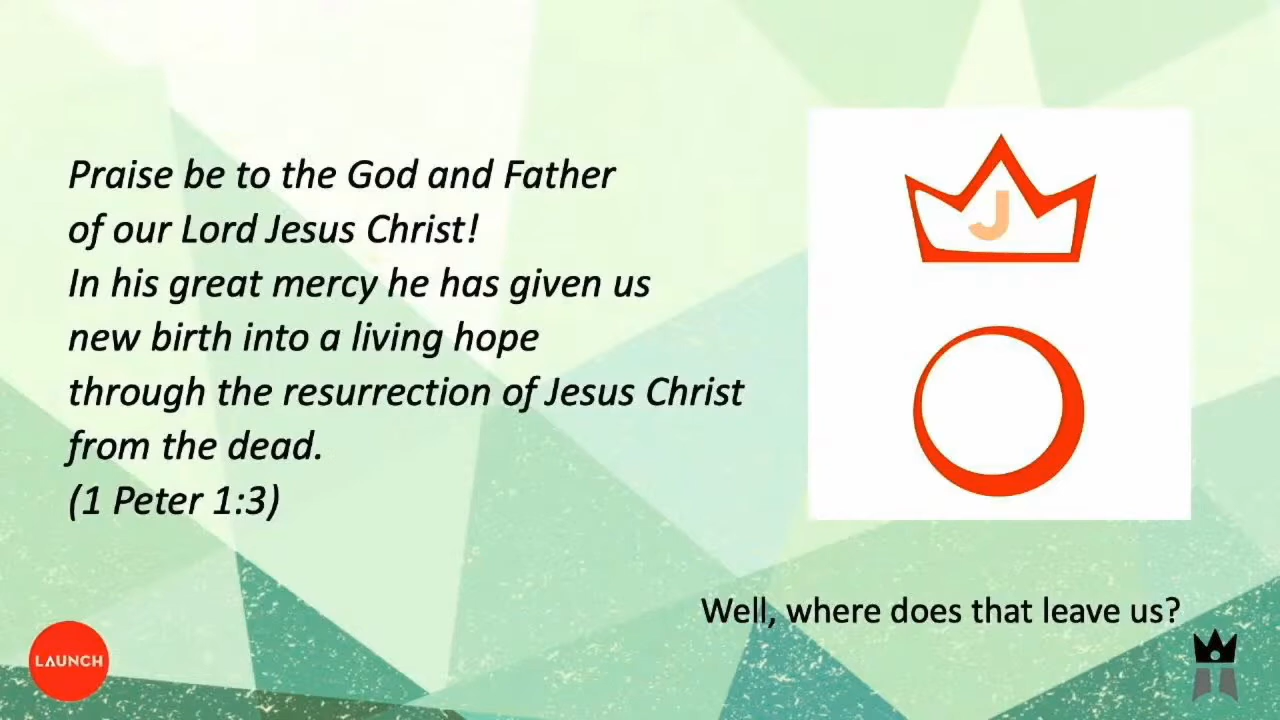 Praise be to the God and Father
of our Lord Jesus Christ!
In his great mercy he has given us
new birth into a living hope
through the resurrection of Jesus Christ
from the dead.
(1 Peter 1:3)
J
Well, where does that leave us?
LAUNCH